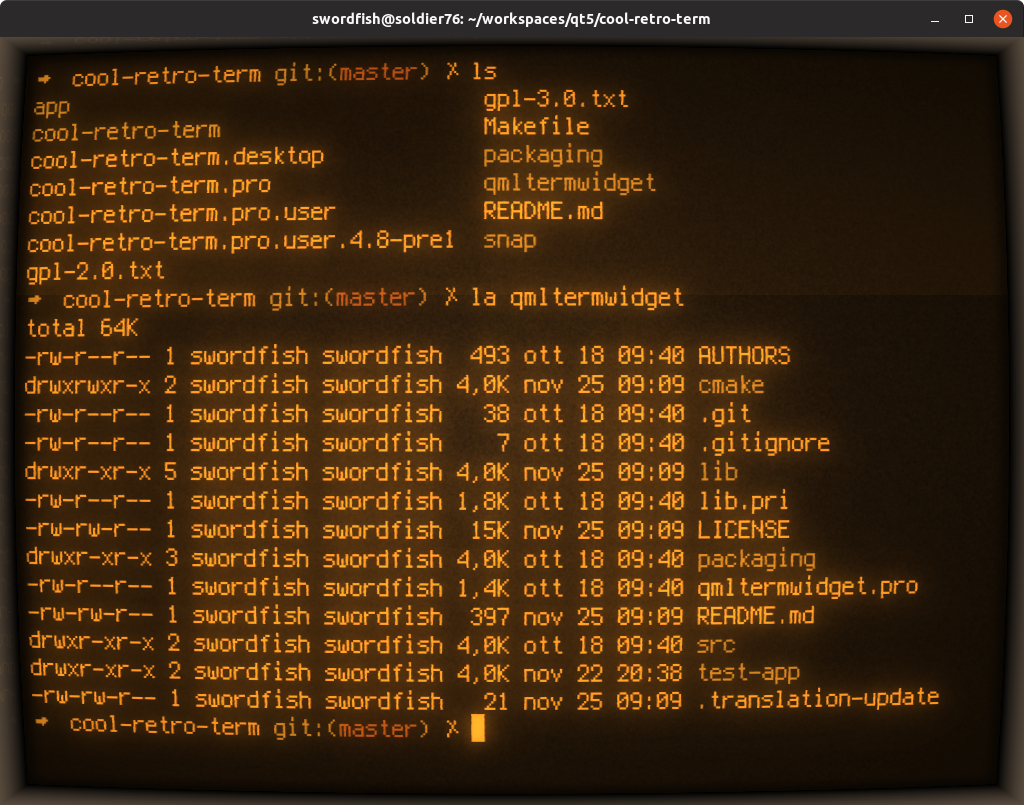 swordfish@soldier76: ~/workspaces/qt5/cool-retro-term
➜  cool-retro-term git:(master) ✗ ls
app                               gpl-3.0.txt
cool-retro-term                   Makefile
cool-retro-term.desktop           packaging
cool-retro-term.pro               qmltermwidget
cool-retro-term.pro.user          README.md
cool-retro-term.pro.user.4.8-pre1  snap
gpl-2.0.txt
➜  cool-retro-term git:(master) ✗ la qmltermwidget
total 64K
-rw-r--r-- 1 swordfish swordfish  493 ott 18 09:40 AUTHORS
drwxrwxr-x 2 swordfish swordfish 4,0K nov 25 09:09 cmake
-rw-r--r-- 1 swordfish swordfish   38 ott 18 09:40 .git
-rw-r--r-- 1 swordfish swordfish    7 ott 18 09:40 .gitignore
drwxr-xr-x 5 swordfish swordfish 4,0K nov 25 09:09 lib
-rw-r--r-- 1 swordfish swordfish 1,8K ott 18 09:40 lib.pri
-rw-rw-r-- 1 swordfish swordfish  15K nov 25 09:09 LICENSE
drwxr-xr-x 3 swordfish swordfish 4,0K ott 18 09:40 packaging
-rw-r--r-- 1 swordfish swordfish 1,4K ott 18 09:40 qmltermwidget.pro
-rw-rw-r-- 1 swordfish swordfish  397 nov 25 09:09 README.md
drwxr-xr-x 2 swordfish swordfish 4,0K ott 18 09:40 src
drwxr-xr-x 2 swordfish swordfish 4,0K nov 22 20:38 test-app
-rw-rw-r-- 1 swordfish swordfish   21 nov 25 09:09 .translation-update
➜  cool-retro-term git:(master) ✗